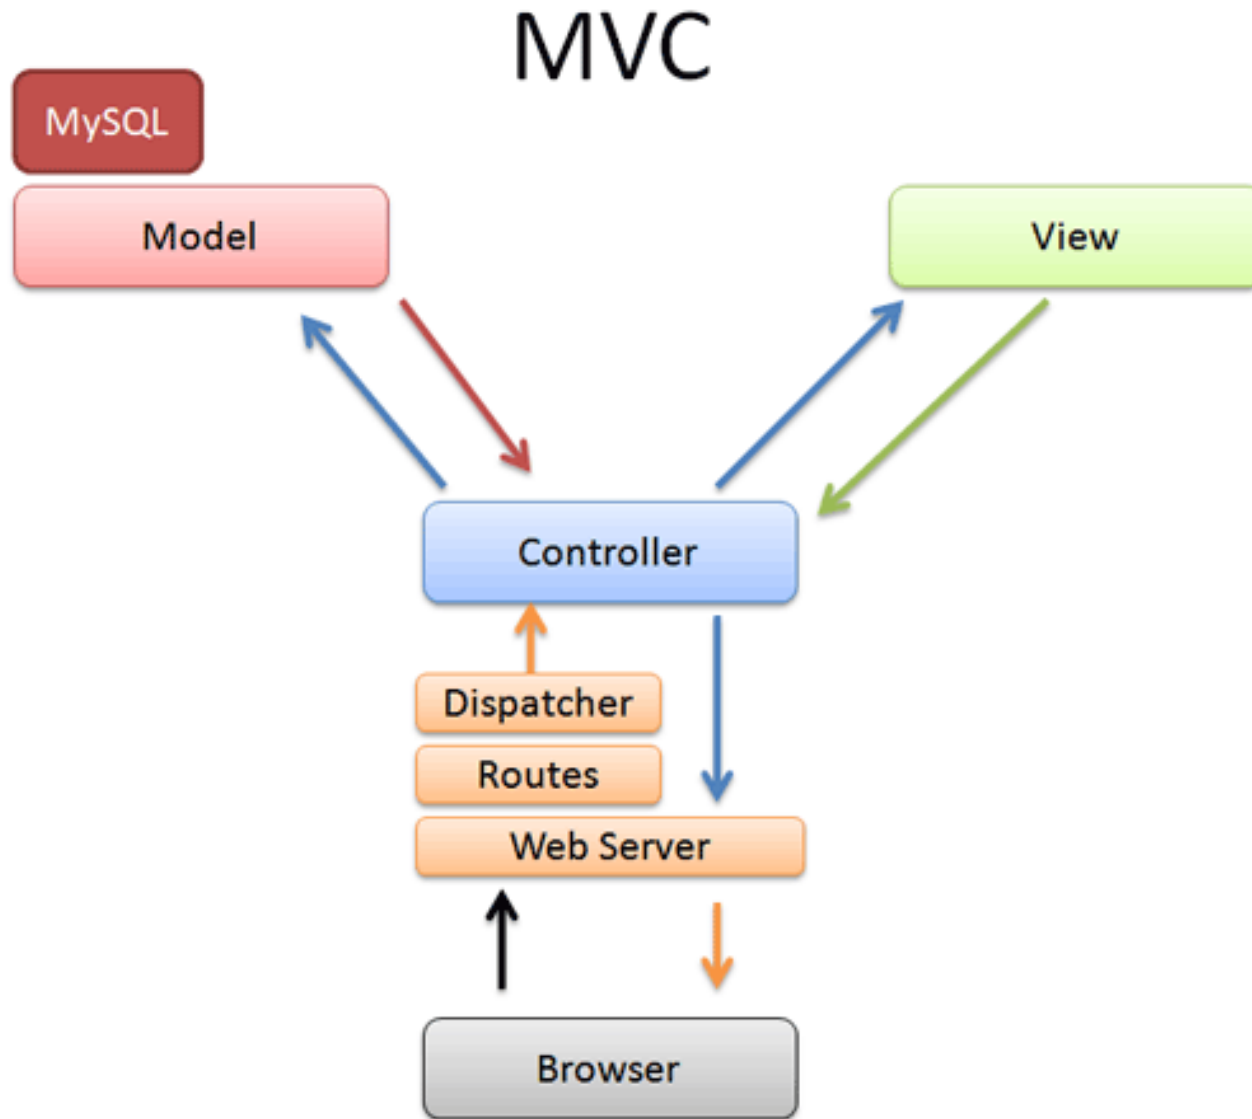 MVC
MySQL
Model
View
Controller
Dispatcher
Routes
Web Server
Browser